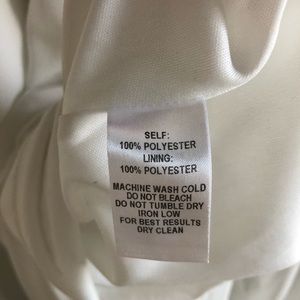 SELF:
100% POLYESTER
LINING:
100% POLYESTER
MACHINE WASH COLD
DO NOT BLEACH
DO NOT TUMBLE DRY
IRON LOW
FOR BEST RESULTS
DRY CLEAN